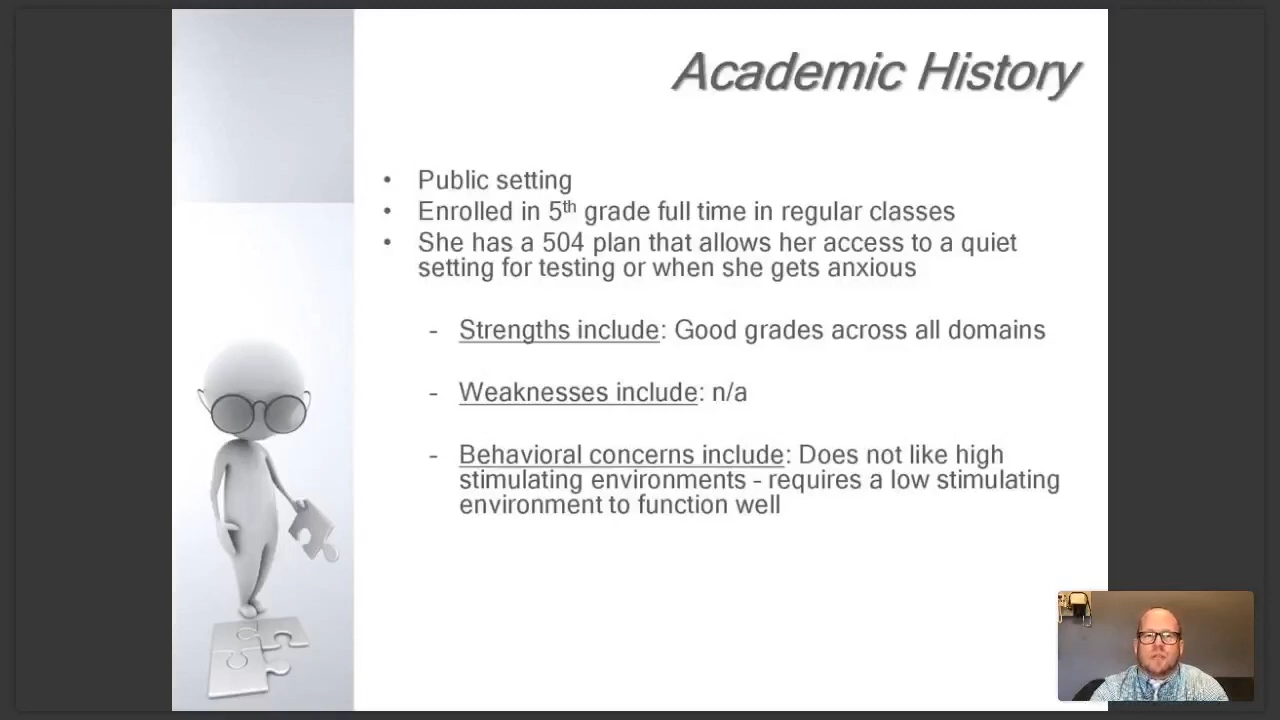 Academic History
• Public setting
• Enrolled in 5th grade full time in regular classes
• She has a 504 plan that allows her access to a quiet
setting for testing or when she gets anxious
- Strengths include: Good grades across all domains
- Weaknesses include: n/a
- Behavioral concerns include: Does not like high
stimulating environments - requires a low stimulating
environment to function well